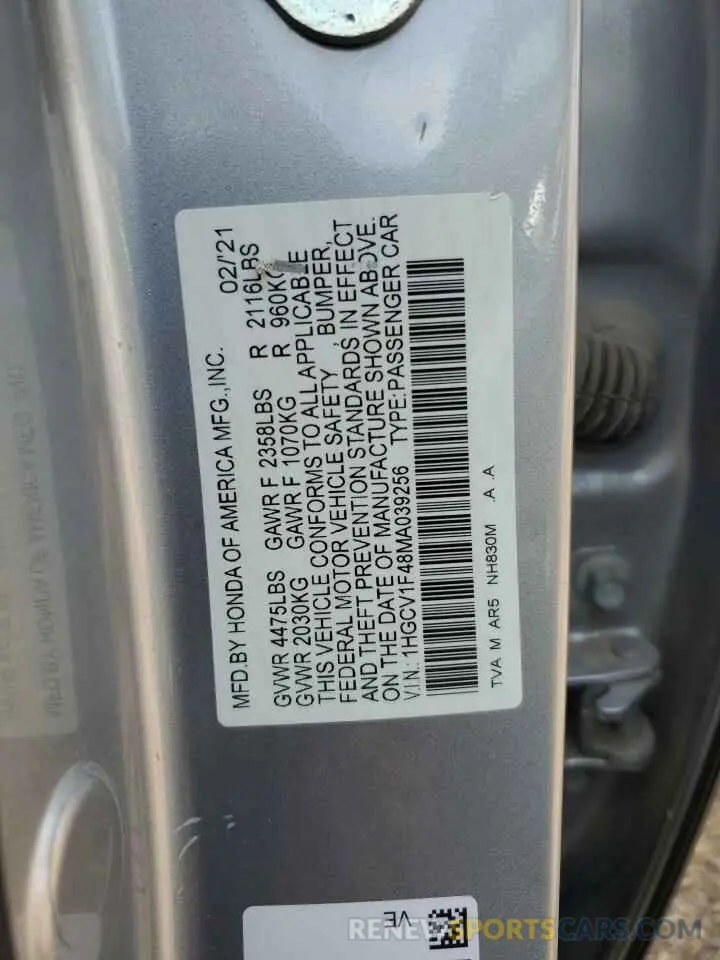 MFD. BY HONDA OF AMERICA MFG., INC. 02/'21
GVWR 4475LBS GAWR F 2358LBS R 2116LBS
GVWR 2030KG GAWR F 1070KG R 960KG
THIS VEHICLE CONFORMS TO ALL APPLICABLE
FEDERAL MOTOR VEHICLE SAFETY, BUMPER,
AND THEFT PREVENTION STANDARDS IN EFFECT
ON THE DATE OF MANUFACTURE SHOWN ABOVE.
V.I.N.: 1HGCV1F48MA039256 TYPE: PASSENGER CAR
TVA M AR5 NH830M .A .A
VE
RENEWSPORTSCARS.COM